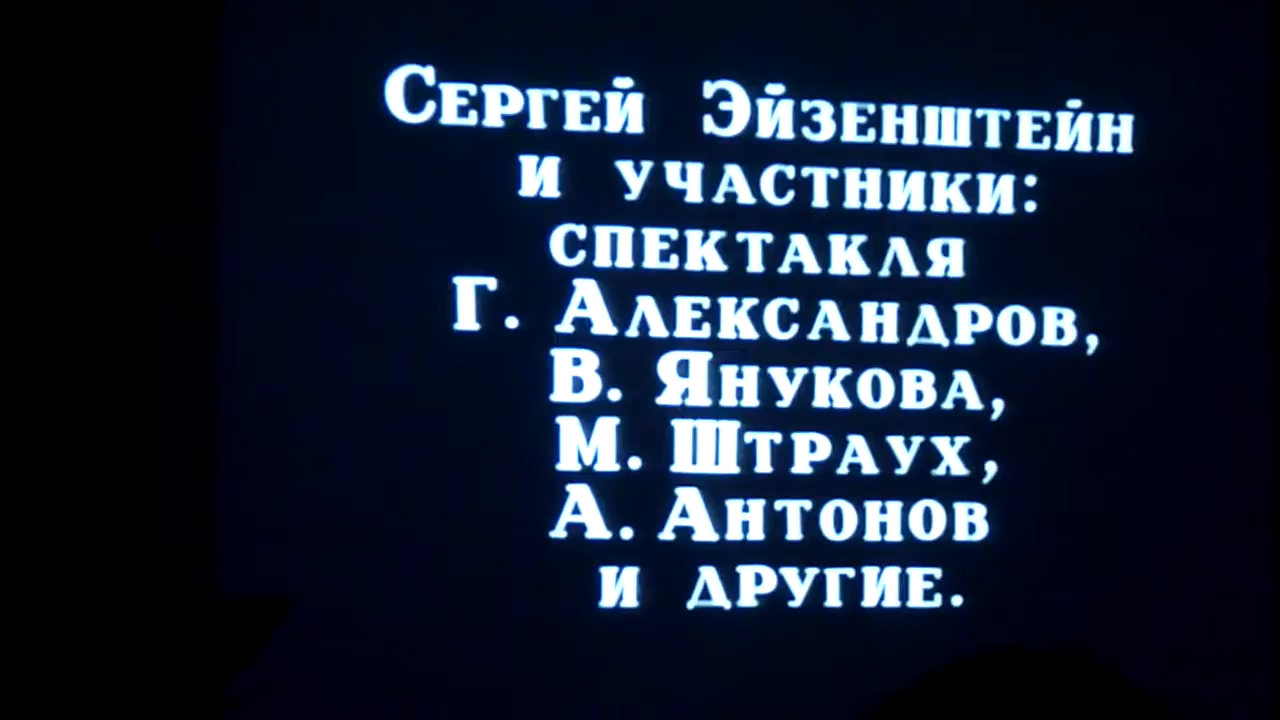 Сергей Эйзенштейн
и участники:
спектакля
Г. Александров,
В. Янукова,
М. Штраух,
А. Антонов
и другие.